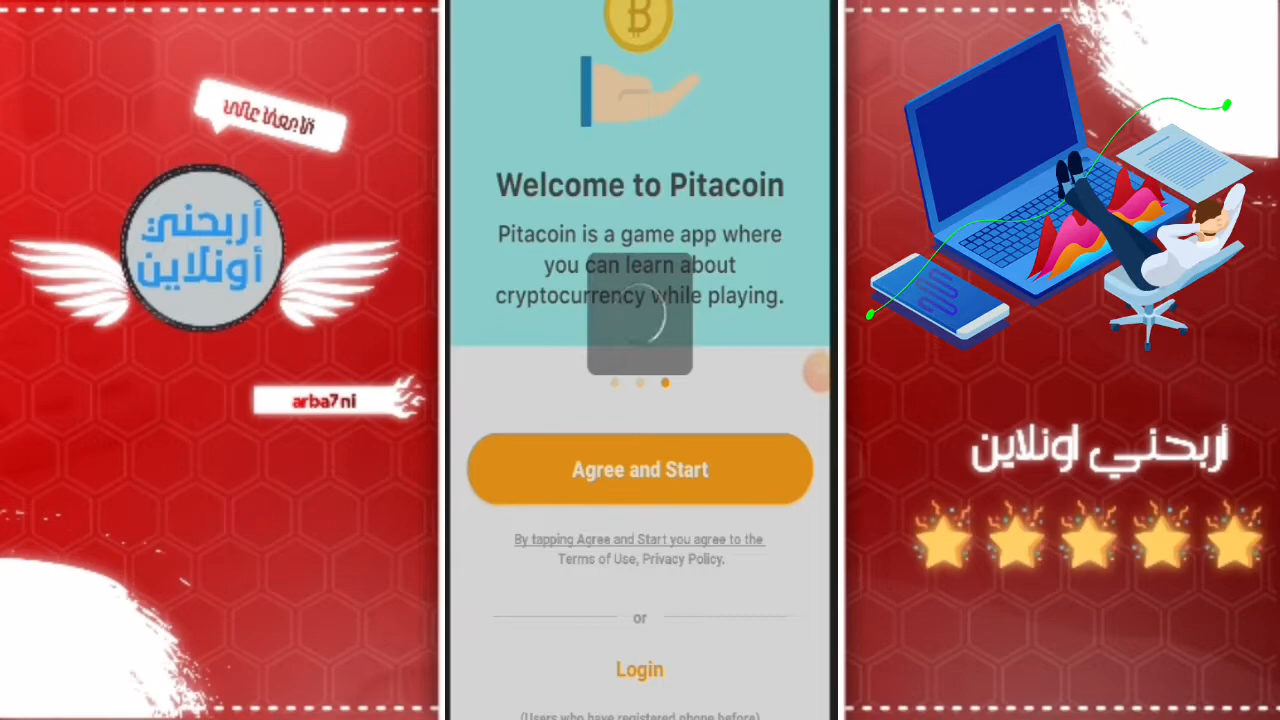 أربحني
أونلاين
arba7ni
Welcome to Pitacoin
Pitacoin is a game app where
you can learn about
cryptocurrency while playing.
Agree and Start
By tapping Agree and Start you agree to the
Terms of Use, Privacy Policy.
or
Login
(Users who have registered phone before)
أربحني اونلاين